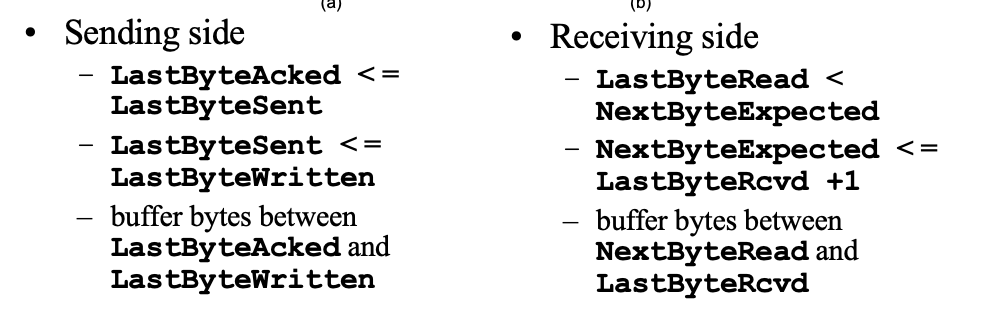 (a)
(b)
• Sending side
– LastByteAcked <=
LastByteSent
– LastByteSent <=
LastByteWritten
– buffer bytes between
LastByteAcked and
LastByteWritten
• Receiving side
– LastByteRead <
NextByteExpected
– NextByteExpected <=
LastByteRcvd +1
– buffer bytes between
NextByteRead and
LastByteRcvd